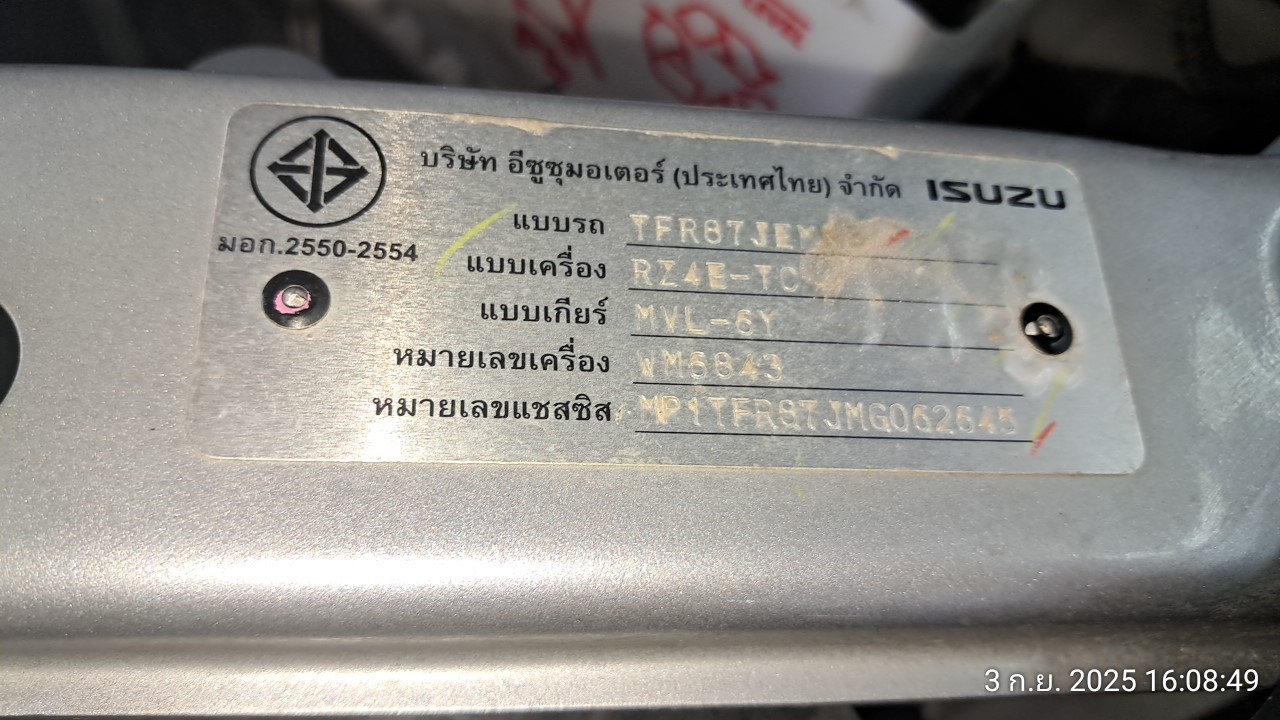 บริษัท อีซูซุมอเตอร์ (ประเทศไทย) จำกัด ISUZU
มอก.2550-2554
แบบรถ
แบบเครื่อง RZ4E-TC
แบบเกียร์ MVL-6Y
หมายเลขเครื่อง WM6843
หมายเลขแชสซิส MP1TFR87JMG062645
3 ก.ย. 2025 16:08:49